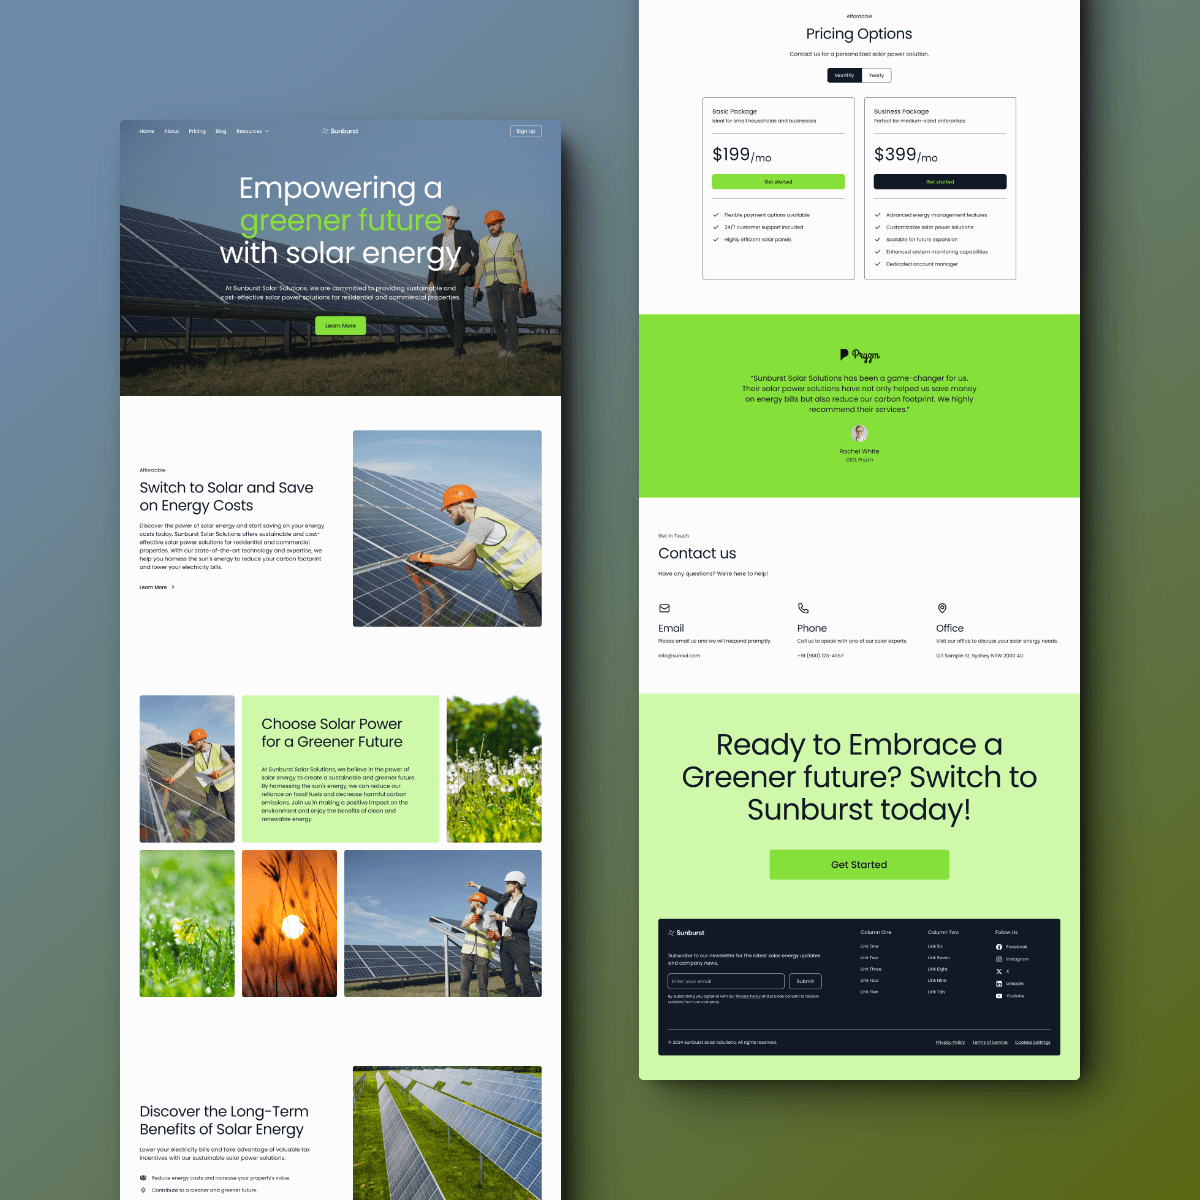 Home About Pricing Blog Resources
Sunburst
Sign Up
Empowering a
greener future
with solar energy
At Sunburst Solar Solutions, we are committed to providing sustainable and
cost-effective solar power solutions for residential and commercial properties.
Learn More
Affordable
Switch to Solar and Save
on Energy Costs
Discover the power of solar energy and start saving on your energy
costs today. Sunburst Solar Solutions offers sustainable and cost-
effective solar power solutions for residential and commercial
properties. With our state-of-the-art technology and expertise, we
help you harness the sun's energy to reduce your carbon footprint
and lower your electricity bills.
Learn More
Choose Solar Power
for a Greener Future
At Sunburst Solar Solutions, we believe in the power of
solar energy to create a sustainable and greener future.
By harnessing the sun's energy, we can reduce our
reliance on fossil fuels and decrease harmful carbon
emissions. Join us in making a positive impact on the
environment and enjoy the benefits of clean and
renewable energy.
Discover the Long-Term
Benefits of Solar Energy
Lower your electricity bills and take advantage of valuable tax
incentives with our sustainable solar power solutions.
Reduce energy costs and increase your property's value.
Contribute to a cleaner and greener future.
Affordable
Pricing Options
Contact us for a personalized solar power solution.
Monthly Yearly
Basic Package
Ideal for small households and businesses
$199/mo
Get started
Flexible payment options available
24/7 customer support included
Highly efficient solar panels
Business Package
Perfect for medium-sized enterprises
$399/mo
Get started
Advanced energy management features
Customizable solar power solutions
Scalable for future expansion
Enhanced system monitoring capabilities
Dedicated account manager
Pryzm
"Sunburst Solar Solutions has been a game-changer for us.
Their solar power solutions have not only helped us save money
on energy bills but also reduce our carbon footprint. We highly
recommend their services."
Rachel White
CEO, Pryzm
Get in Touch
Contact us
Have any questions? We're here to help!
Email
Please email us and we will respond promptly.
info@sunsol.com
Phone
Call us to speak with one of our solar experts.
+91 (900) 123-4567
Office
Visit our office to discuss your solar energy needs.
123 Sample St, Sydney NSW 2000 AU
Ready to Embrace a
Greener future? Switch to
Sunburst today!
Get Started
Sunburst
Subscribe to our newsletter for the latest solar energy updates
and company news.
Enter your email
Submit
By subscribing you agree to with our Privacy Policy and provide consent to receive
updates from our company.
Column One
Link One
Link Two
Link Three
Link Four
Link Five
Column Two
Link Six
Link Seven
Link Eight
Link Nine
Link Ten
Follow Us
Facebook
Instagram
X
LinkedIn
Youtube
© 2024 Sunburst Solar Solutions. All rights reserved.
Privacy Policy Terms of Service Cookies Settings